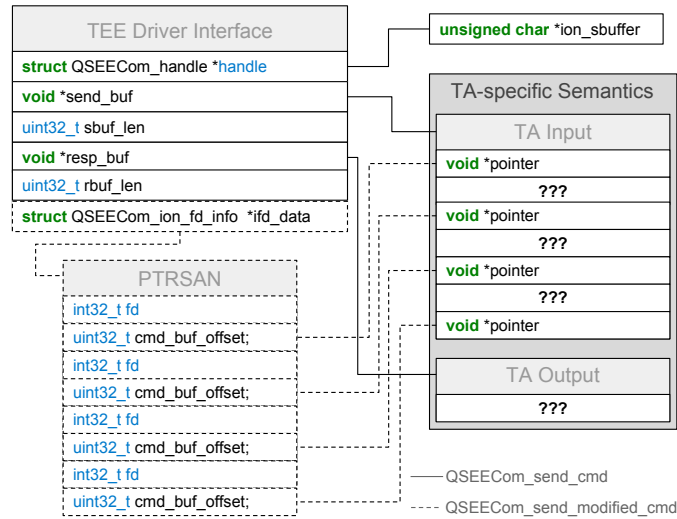 TEE Driver Interface
struct QSEECom_handle *handle
void *send_buf
uint32_t sbuf_len
void *resp_buf
uint32_t rbuf_len
struct QSEECom_ion_fd_info *ifd_data
PTRSAN
int32_t fd
uint32_t cmd_buf_offset;
int32_t fd
uint32_t cmd_buf_offset;
int32_t fd
uint32_t cmd_buf_offset;
int32_t fd
uint32_t cmd_buf_offset;
unsigned char *ion_sbuffer
TA-specific Semantics
TA Input
void *pointer
???
void *pointer
???
void *pointer
???
void *pointer
TA Output
???
QSEECom_send_cmd
QSEECom_send_modified_cmd